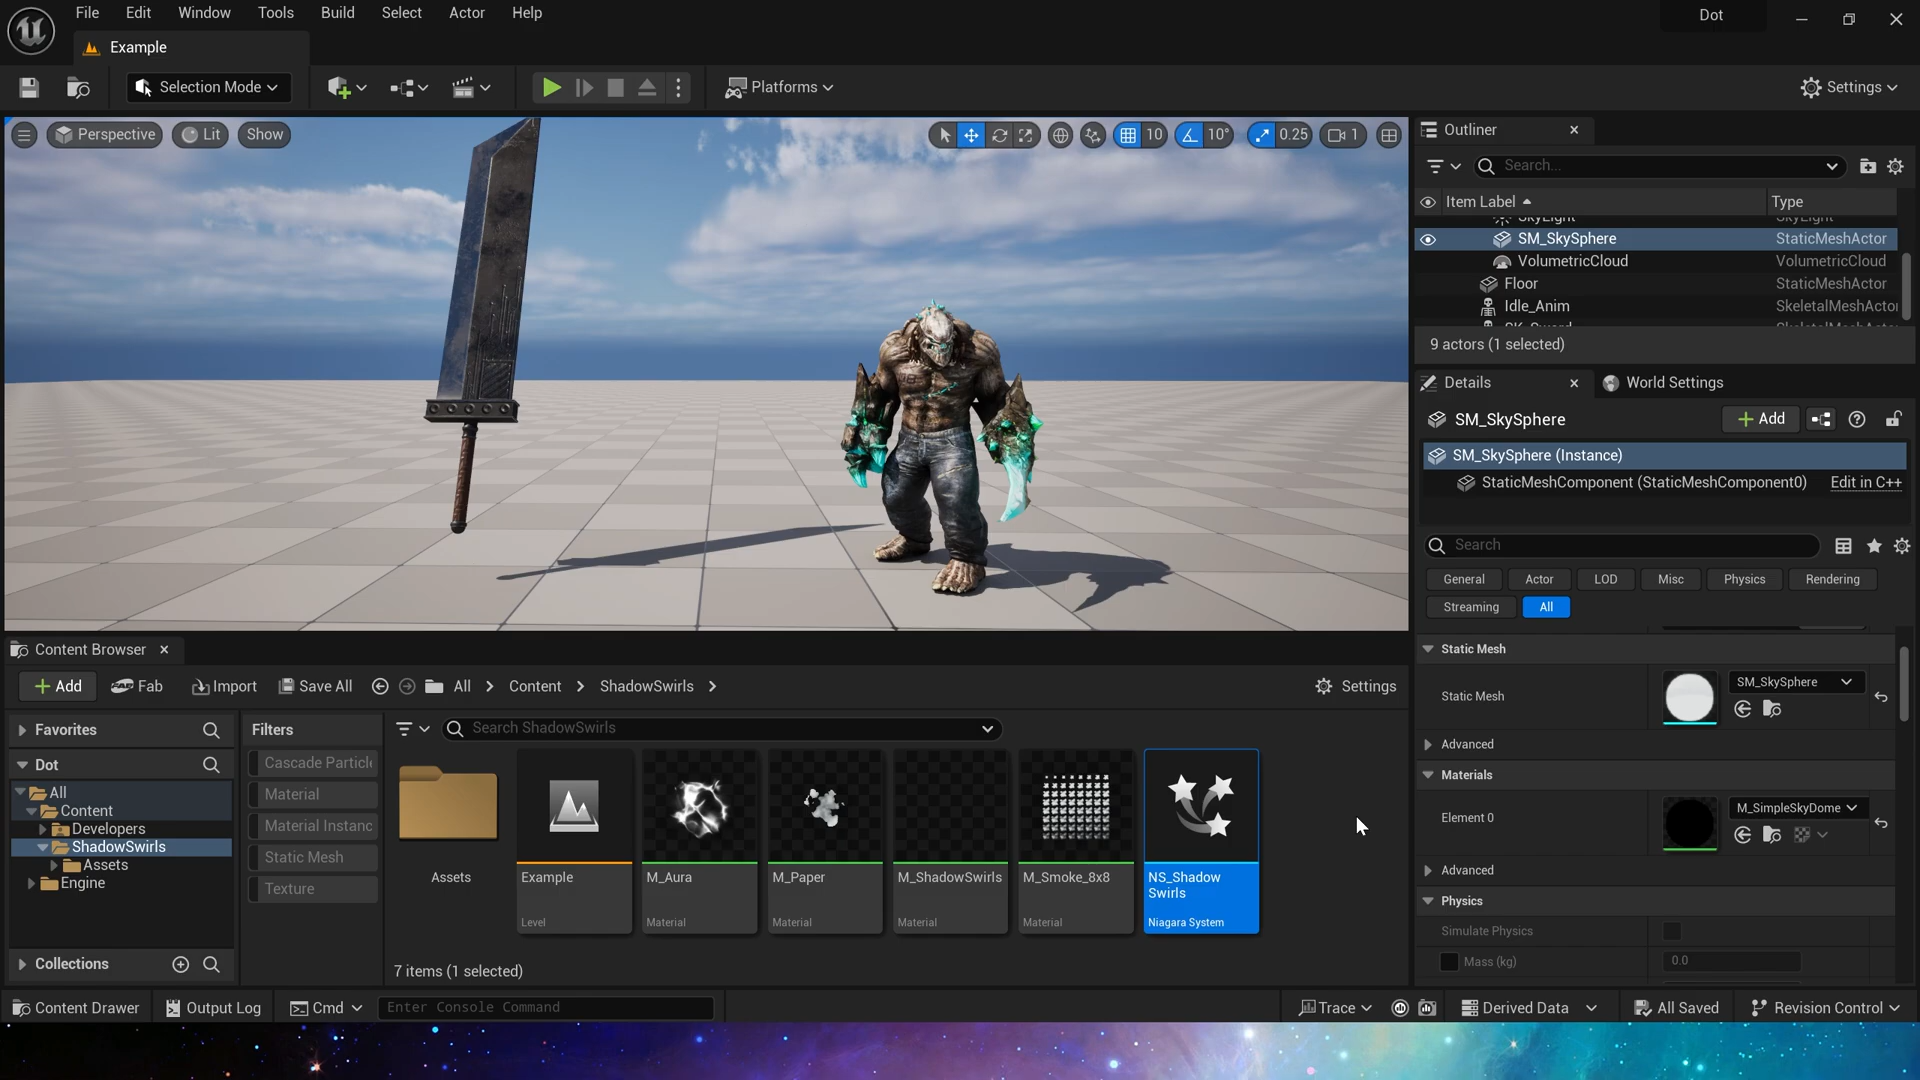 File Edit Window Tools Build Select Actor Help
Dot
Example
Selection Mode
Platforms
Settings
Perspective Lit Show
10 10° 0.25 1
Outliner
Search...
Item Label Type
SkyLight SkyLight
SM_SkySphere StaticMeshActor
VolumetricCloud VolumetricCloud
Floor StaticMeshActor
Idle_Anim SkeletalMeshActo
9 actors (1 selected)
Details World Settings
SM_SkySphere
Add
SM_SkySphere (Instance)
StaticMeshComponent (StaticMeshComponent0) Edit in C++
Search
General Actor LOD Misc Physics Rendering
Streaming All
Static Mesh
Static Mesh SM_SkySphere
Advanced
Materials
Element 0 M_SimpleSkyDome
Advanced
Physics
Simulate Physics
Mass (kg) 0.0
Content Browser
Add Fab Import Save All All Content ShadowSwirls Settings
Favorites
Dot
All
Content
Developers
ShadowSwirls
Assets
Engine
Collections
Filters
Cascade Particle
Material
Material Instanc
Static Mesh
Texture
Search ShadowSwirls
Assets
Example
Level
M_Aura
Material
M_Paper
Material
M_ShadowSwirls
Material
M_Smoke_8x8
Material
NS_Shadow
Swirls
Niagara System
7 items (1 selected)
Content Drawer Output Log Cmd Enter Console Command Trace Derived Data All Saved Revision Control